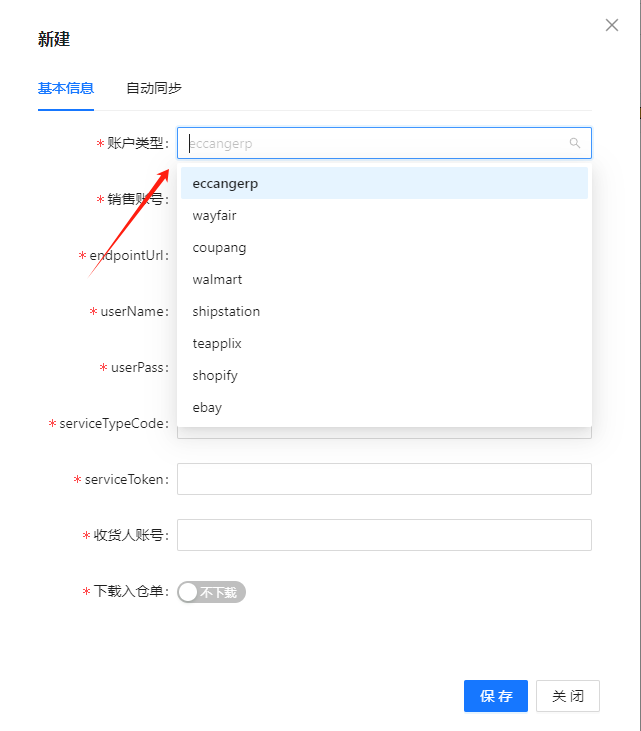 新建
基本信息 自动同步
* 账户类型: eccangerp
eccangerp
* 销售账号:
wayfair
coupang
* endpointUrl:
walmart
* userName: shipstation
teapplix
* userPass:
shopify
ebay
* serviceTypeCode:
* serviceToken:
* 收货人账号:
* 下载入仓单: 不下载
保 存 关 闭